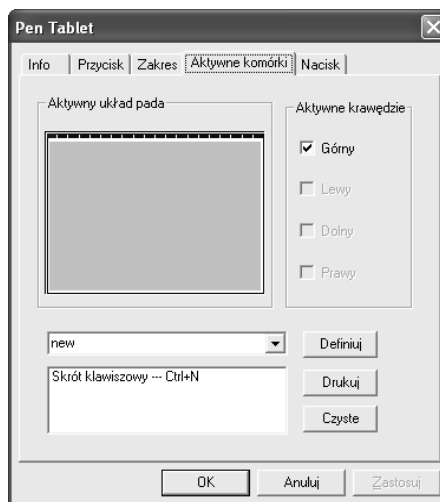 Pen Tablet
Info Przycisk Zakres Aktywne komórki Nacisk
Aktywny układ pada
Aktywne krawędzie
Górny
Lewy
Dolny
Prawy
new
Definiuj
Skrót klawiszowy --- Ctrl+N
Drukuj
Czyste
OK Anuluj Zastosuj